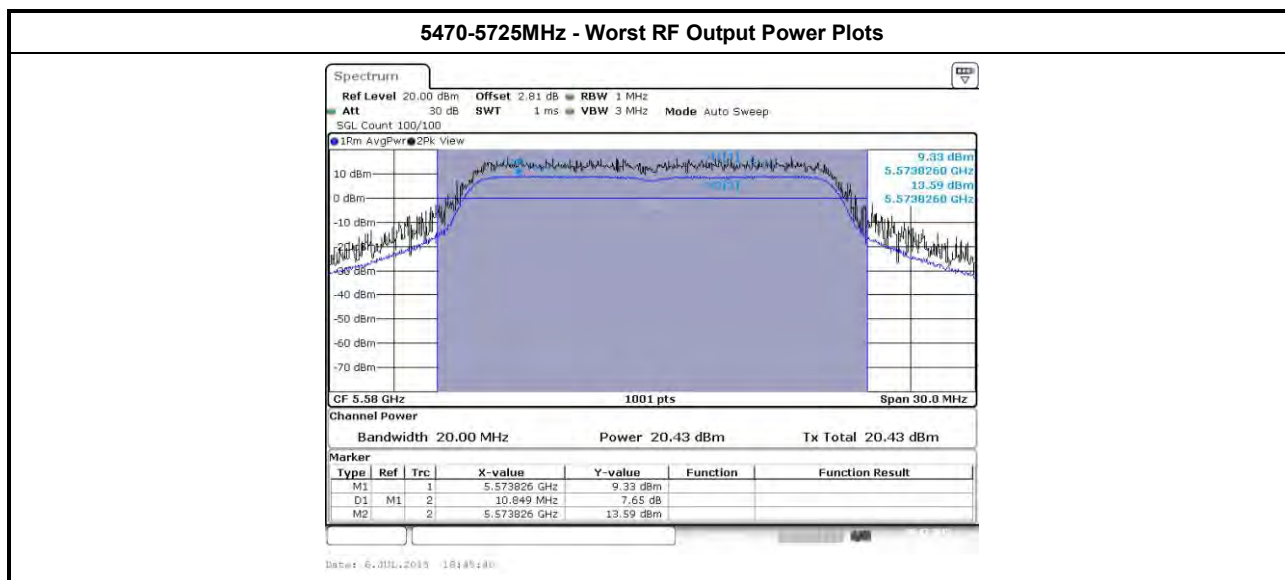 5470-5725MHz - Worst RF Output Power Plots
Spectrum
Ref Level 20.00 dBm Offset 2.81 dB RBW 1 MHz
Att 30 dB SWT 1 ms VBW 3 MHz Mode Auto Sweep
SGL Count 100/100
1Rm AvgPwr 2Pk View
9.33 dBm
5.5738260 GHz
13.59 dBm
5.5738260 GHz
10 dBm
0 dBm
-10 dBm
-20 dBm
-30 dBm
-40 dBm
-50 dBm
-60 dBm
-70 dBm
CF 5.58 GHz 1001 pts Span 30.0 MHz
Channel Power
Bandwidth 20.00 MHz Power 20.43 dBm Tx Total 20.43 dBm
Marker
Type Ref Trc X-value Y-value Function Function Result
M1 1 5.573826 GHz 9.33 dBm
D1 M1 2 10.849 MHz 7.65 dB
M2 2 5.573826 GHz 13.59 dBm
Date: 6.JUL.2015